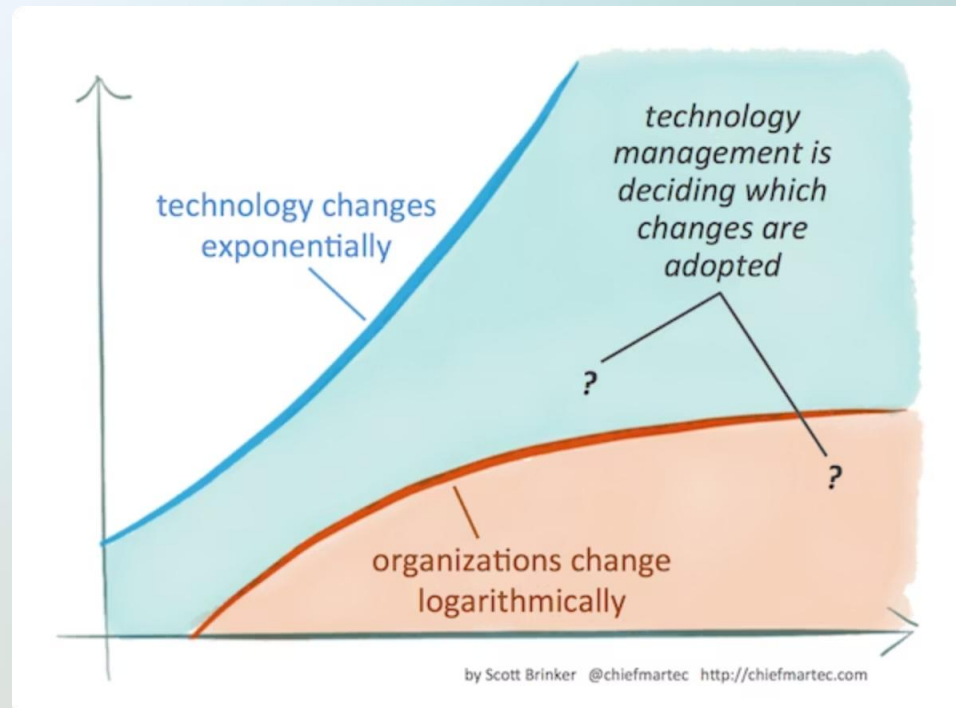 technology changes
exponentially
technology
management is
deciding which
changes are
adopted
?
?
organizations change
logarithmically
by Scott Brinker @chiefmartec http://chiefmartec.com